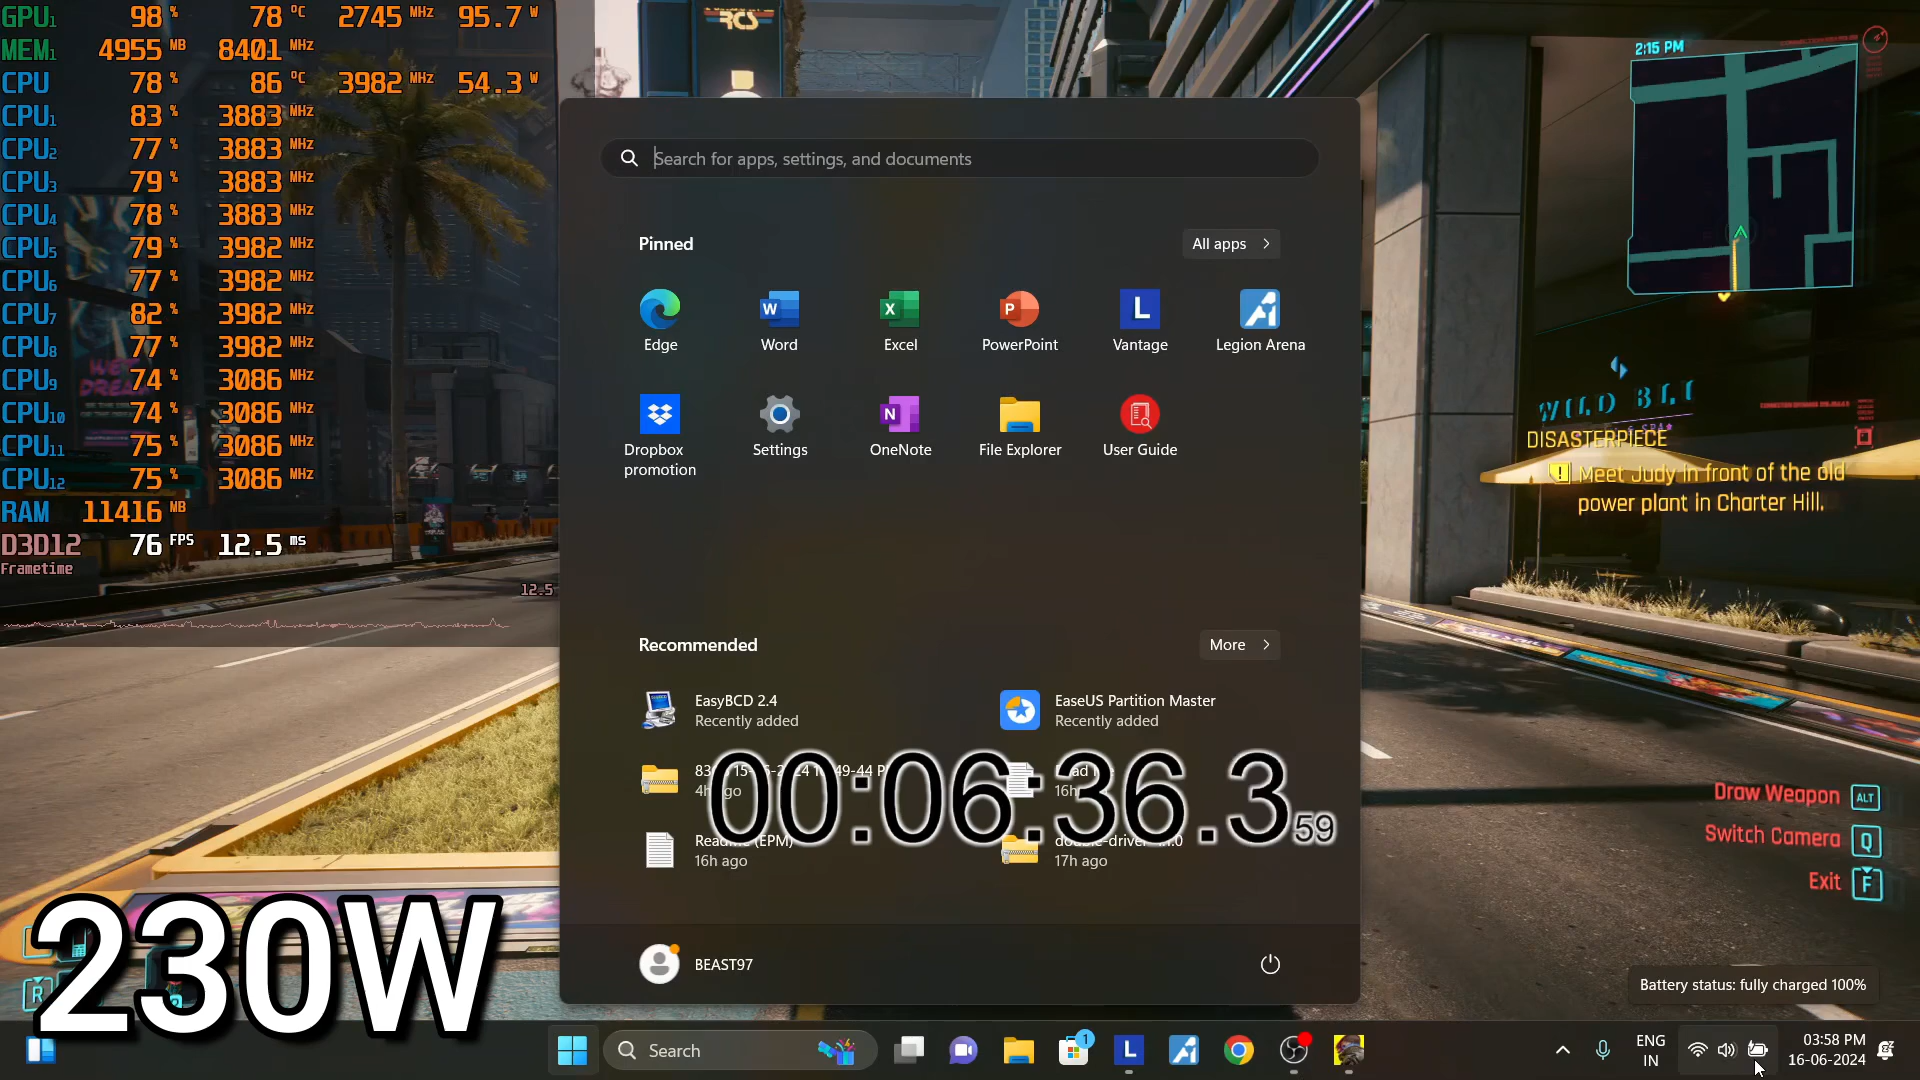 GPU1 98 % 78 °C 2745 MHz 95.7 W
MEM1 4955 MB 8401 MHz
CPU 78 % 86 °C 3982 MHz 54.3 W
CPU1 83 % 3883 MHz
CPU2 77 % 3883 MHz
CPU3 79 % 3883 MHz
CPU4 78 % 3883 MHz
CPU5 79 % 3982 MHz
CPU6 77 % 3982 MHz
CPU7 82 % 3982 MHz
CPU8 77 % 3982 MHz
CPU9 74 % 3086 MHz
CPU10 74 % 3086 MHz
CPU11 75 % 3086 MHz
CPU12 75 % 3086 MHz
RAM 11416 MB
D3D12 76 FPS 12.5 ms
Frametime
12.5
RCS
2:15 PM
DISASTERPIECE
Meet Judy in front of the old
power plant in Charter Hill.
Draw Weapon ALT
Switch Camera Q
Exit F
Search for apps, settings, and documents
Pinned
All apps
Edge
Word
Excel
PowerPoint
Vantage
Legion Arena
Dropbox promotion
Settings
OneNote
File Explorer
User Guide
Recommended
More
EasyBCD 2.4
Recently added
EaseUS Partition Master
Recently added
4h ago
16h
Readme (EPM)
16h ago
17h ago
00:06:36.359
BEAST97
230W
R
Battery status: fully charged 100%
Search
1
ENG
IN
03:58 PM
16-06-2024